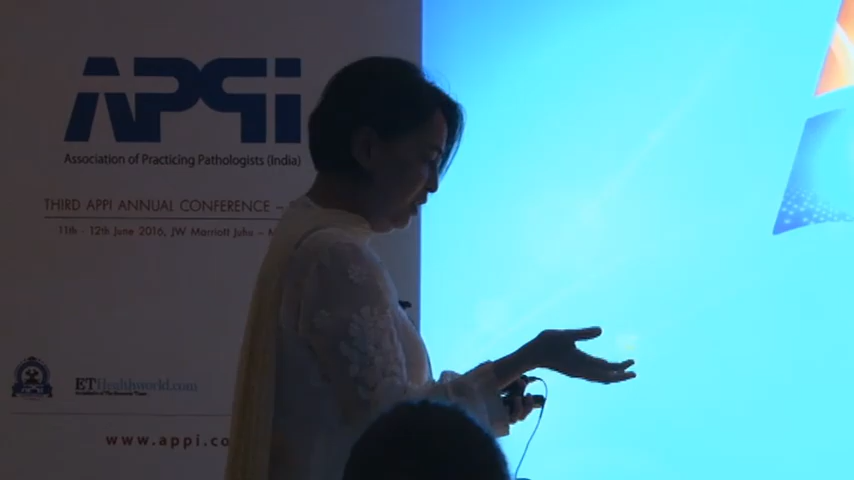 APPI
Association of Practicing Pathologists (India)
THIRD APPI ANNUAL CONFERENCE –
11th - 12th June 2016, JW Marriott Juhu –
ETHealthworld.com
www.appi.co